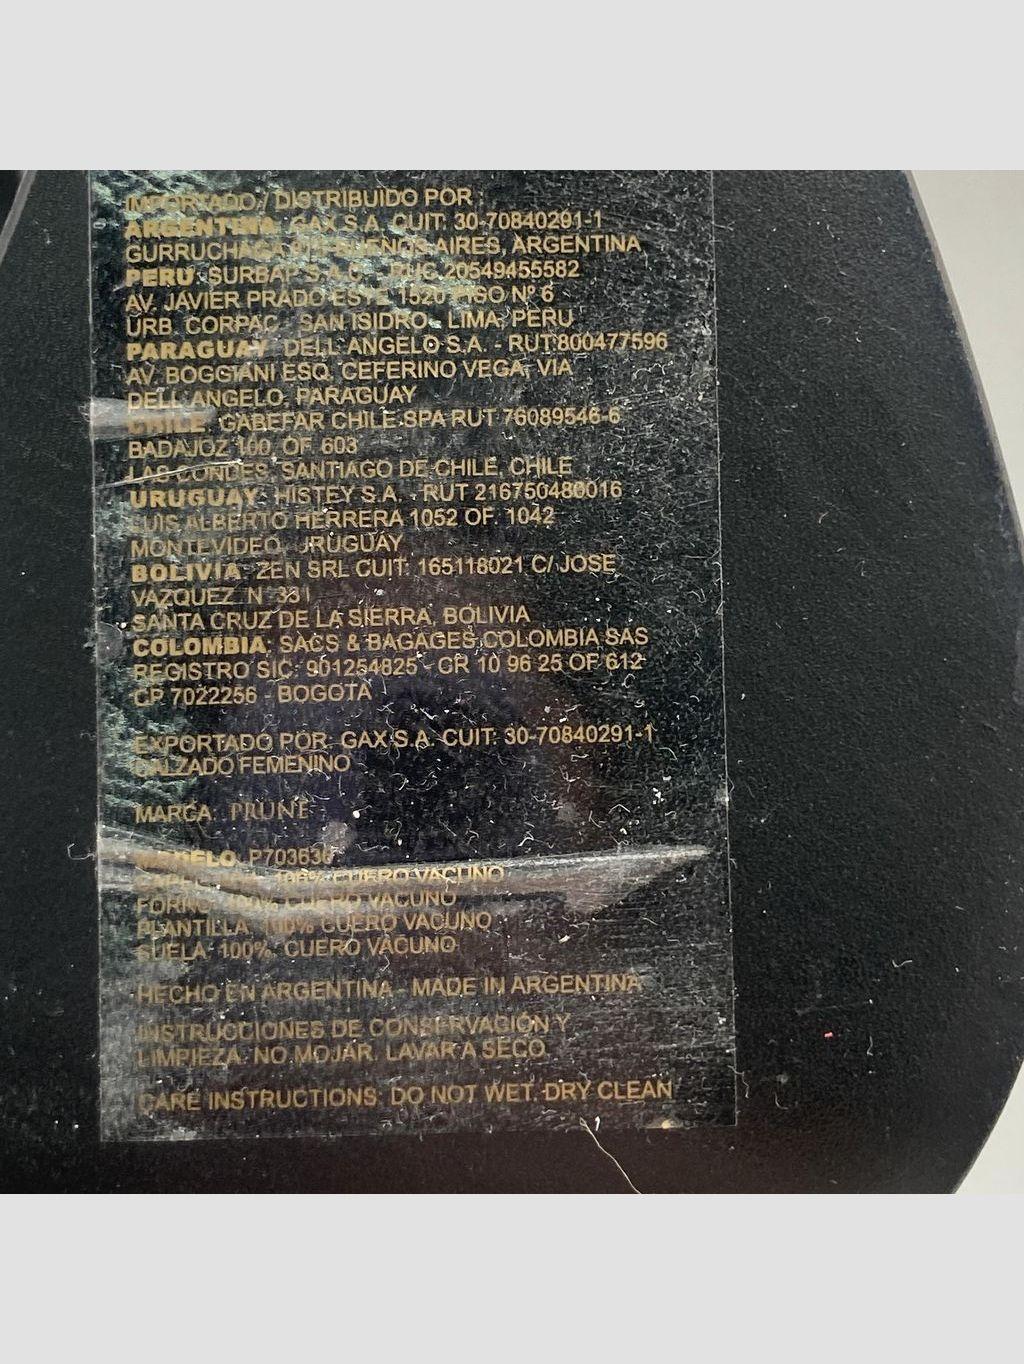 IMPORTADO / DISTRIBUIDO POR :
ARGENTINA: GAX S.A. CUIT: 30-70840291-1
GURRUCHAGA BUENOS AIRES, ARGENTINA
PERÚ: SURBAP S.A.C. - RUC 20549455582
AV. JAVIER PRADO ESTE 1520 PISO Nº 6
URB. CORPAC - SAN ISIDRO - LIMA, PERU
PARAGUAY: DELL ANGELO S.A. - RUT:800477596
AV. BOGGIANI ESQ. CEFERINO VEGA, VIA
DELL ANGELO, PARAGUAY
CHILE: GABEFAR CHILE SPA RUT 76089546-6
BADAJOZ 100 OF 603
LAS CONDES, SANTIAGO DE CHILE, CHILE
URUGUAY: HISTEY S.A. - RUT 216750480016
LUIS ALBERTO HERRERA 1052 OF. 1042
MONTEVIDEO, URUGUAY
BOLIVIA: ZEN SRL CUIT: 165118021 C/ JOSE
VAZQUEZ N°
SANTA CRUZ DE LA SIERRA, BOLIVIA
COLOMBIA: SACS & BAGAGES COLOMBIA SAS
REGISTRO SIC: 901254825 - CR 10 96 25 OF 612
CP 7022256 - BOGOTA
EXPORTADO POR: GAX S.A. CUIT: 30-70840291-1
CALZADO FEMENINO
MARCA: PRUNE
MODELO: P703636
100% CUERO VACUNO
FORRO: 100% CUERO VACUNO
PLANTILLA: 100% CUERO VACUNO
SUELA: 100% CUERO VACUNO
HECHO EN ARGENTINA - MADE IN ARGENTINA
INSTRUCCIONES DE CONSERVACIÓN Y
LIMPIEZA: NO MOJAR. LAVAR A SECO
CARE INSTRUCTIONS: DO NOT WET, DRY CLEAN